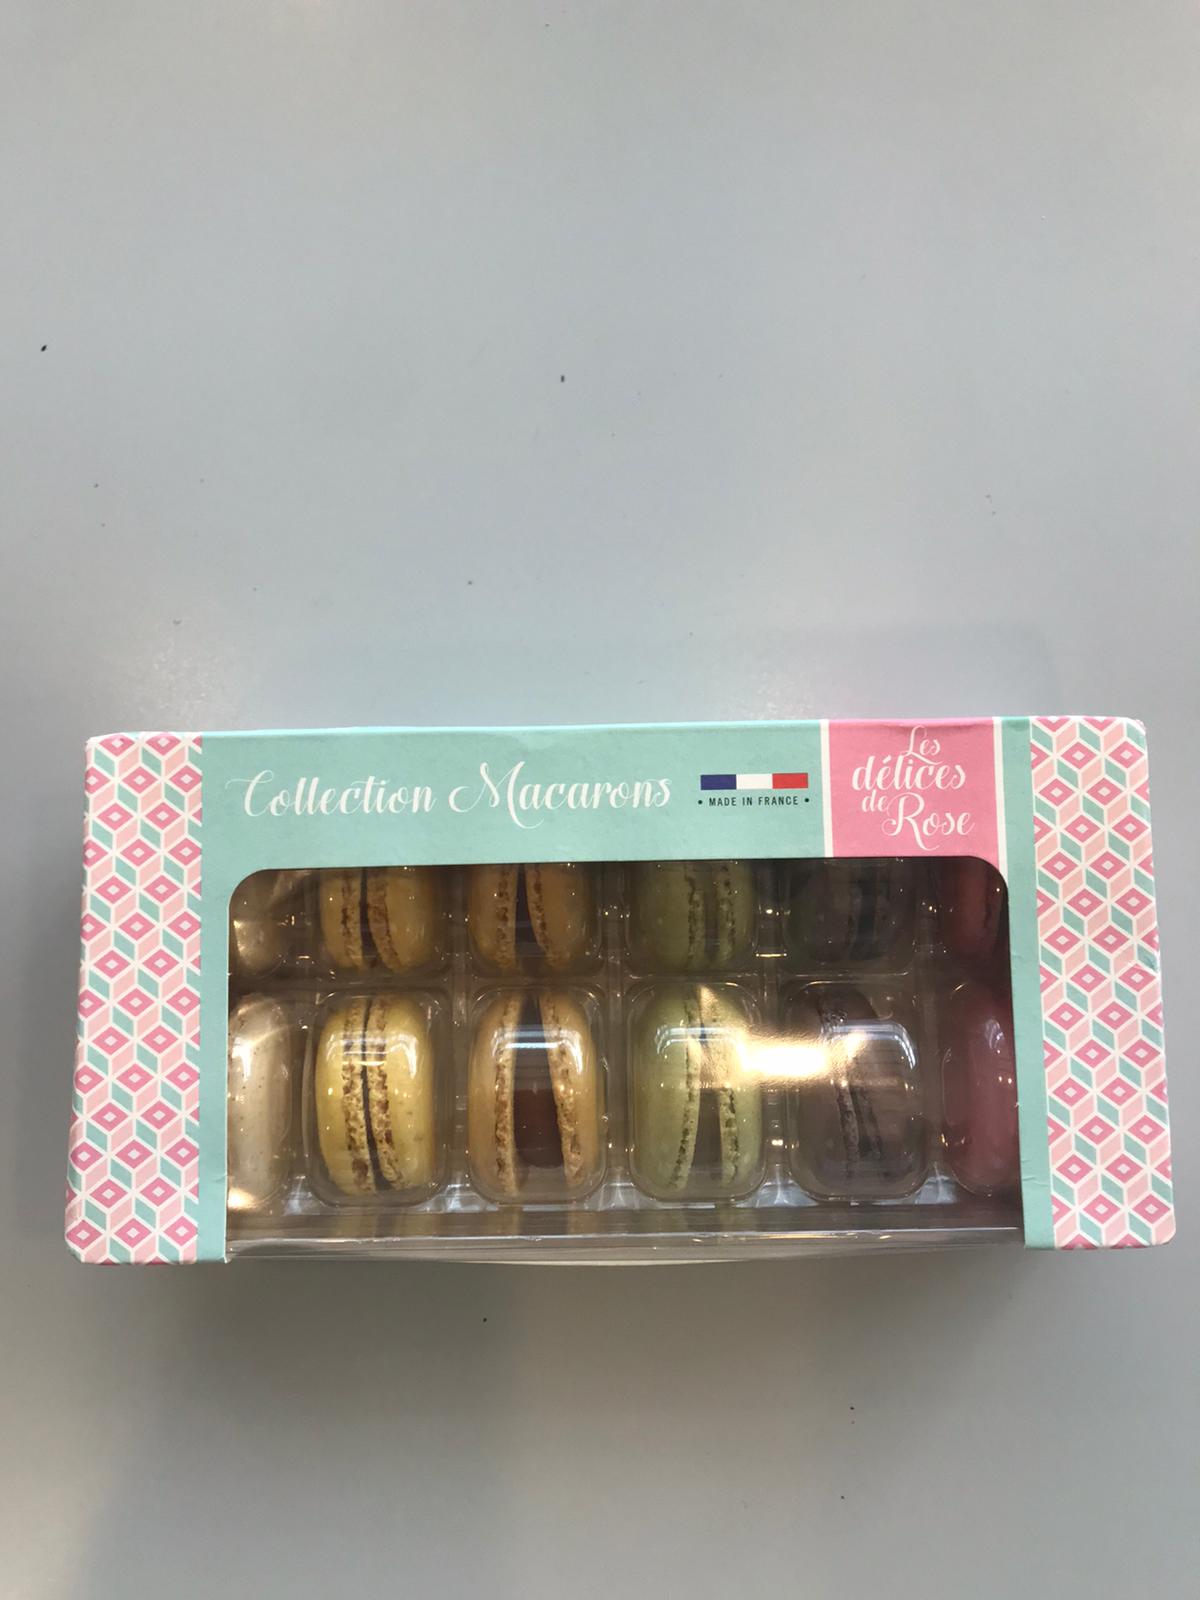 Collection Macarons
• MADE IN FRANCE •
Les
délices
de
Rose